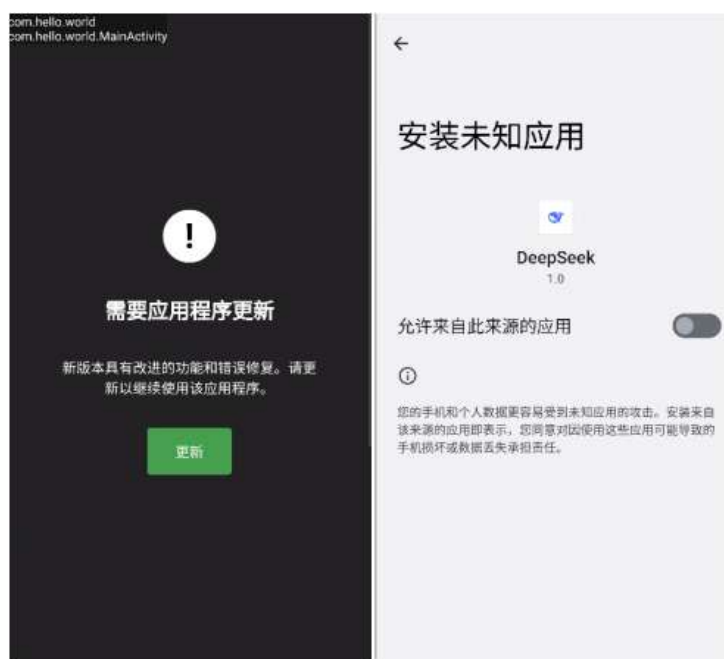 com.hello.world
com.hello.world.MainActivity
!
需要应用程序更新
新版本具有改进的功能和错误修复。请更
新以继续使用该应用程序。
更新
安装未知应用
DeepSeek
1.0
允许来自此来源的应用
您的手机和个人数据更容易受到未知应用的攻击。安装来自
该来源的应用即表示，您同意对因使用这些应用可能导致的
手机损坏或数据丢失承担责任。